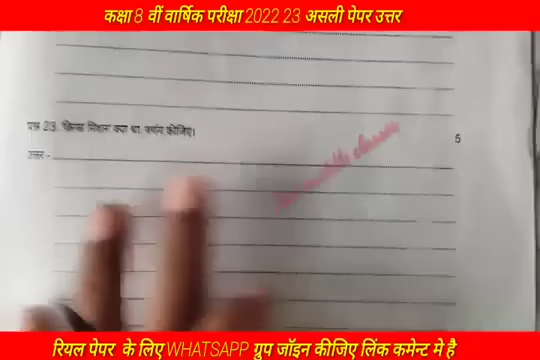 कक्षा 8 वीं वार्षिक परीक्षा 2022 23 असली पेपर उत्तर
प्रश्न 23. क्रिप्स मिशन क्या था, वर्णन कीजिए।
5
उत्तर -
रियल पेपर के लिए WHATSAPP ग्रुप जॉइन कीजिए लिंक कमेन्ट मे है